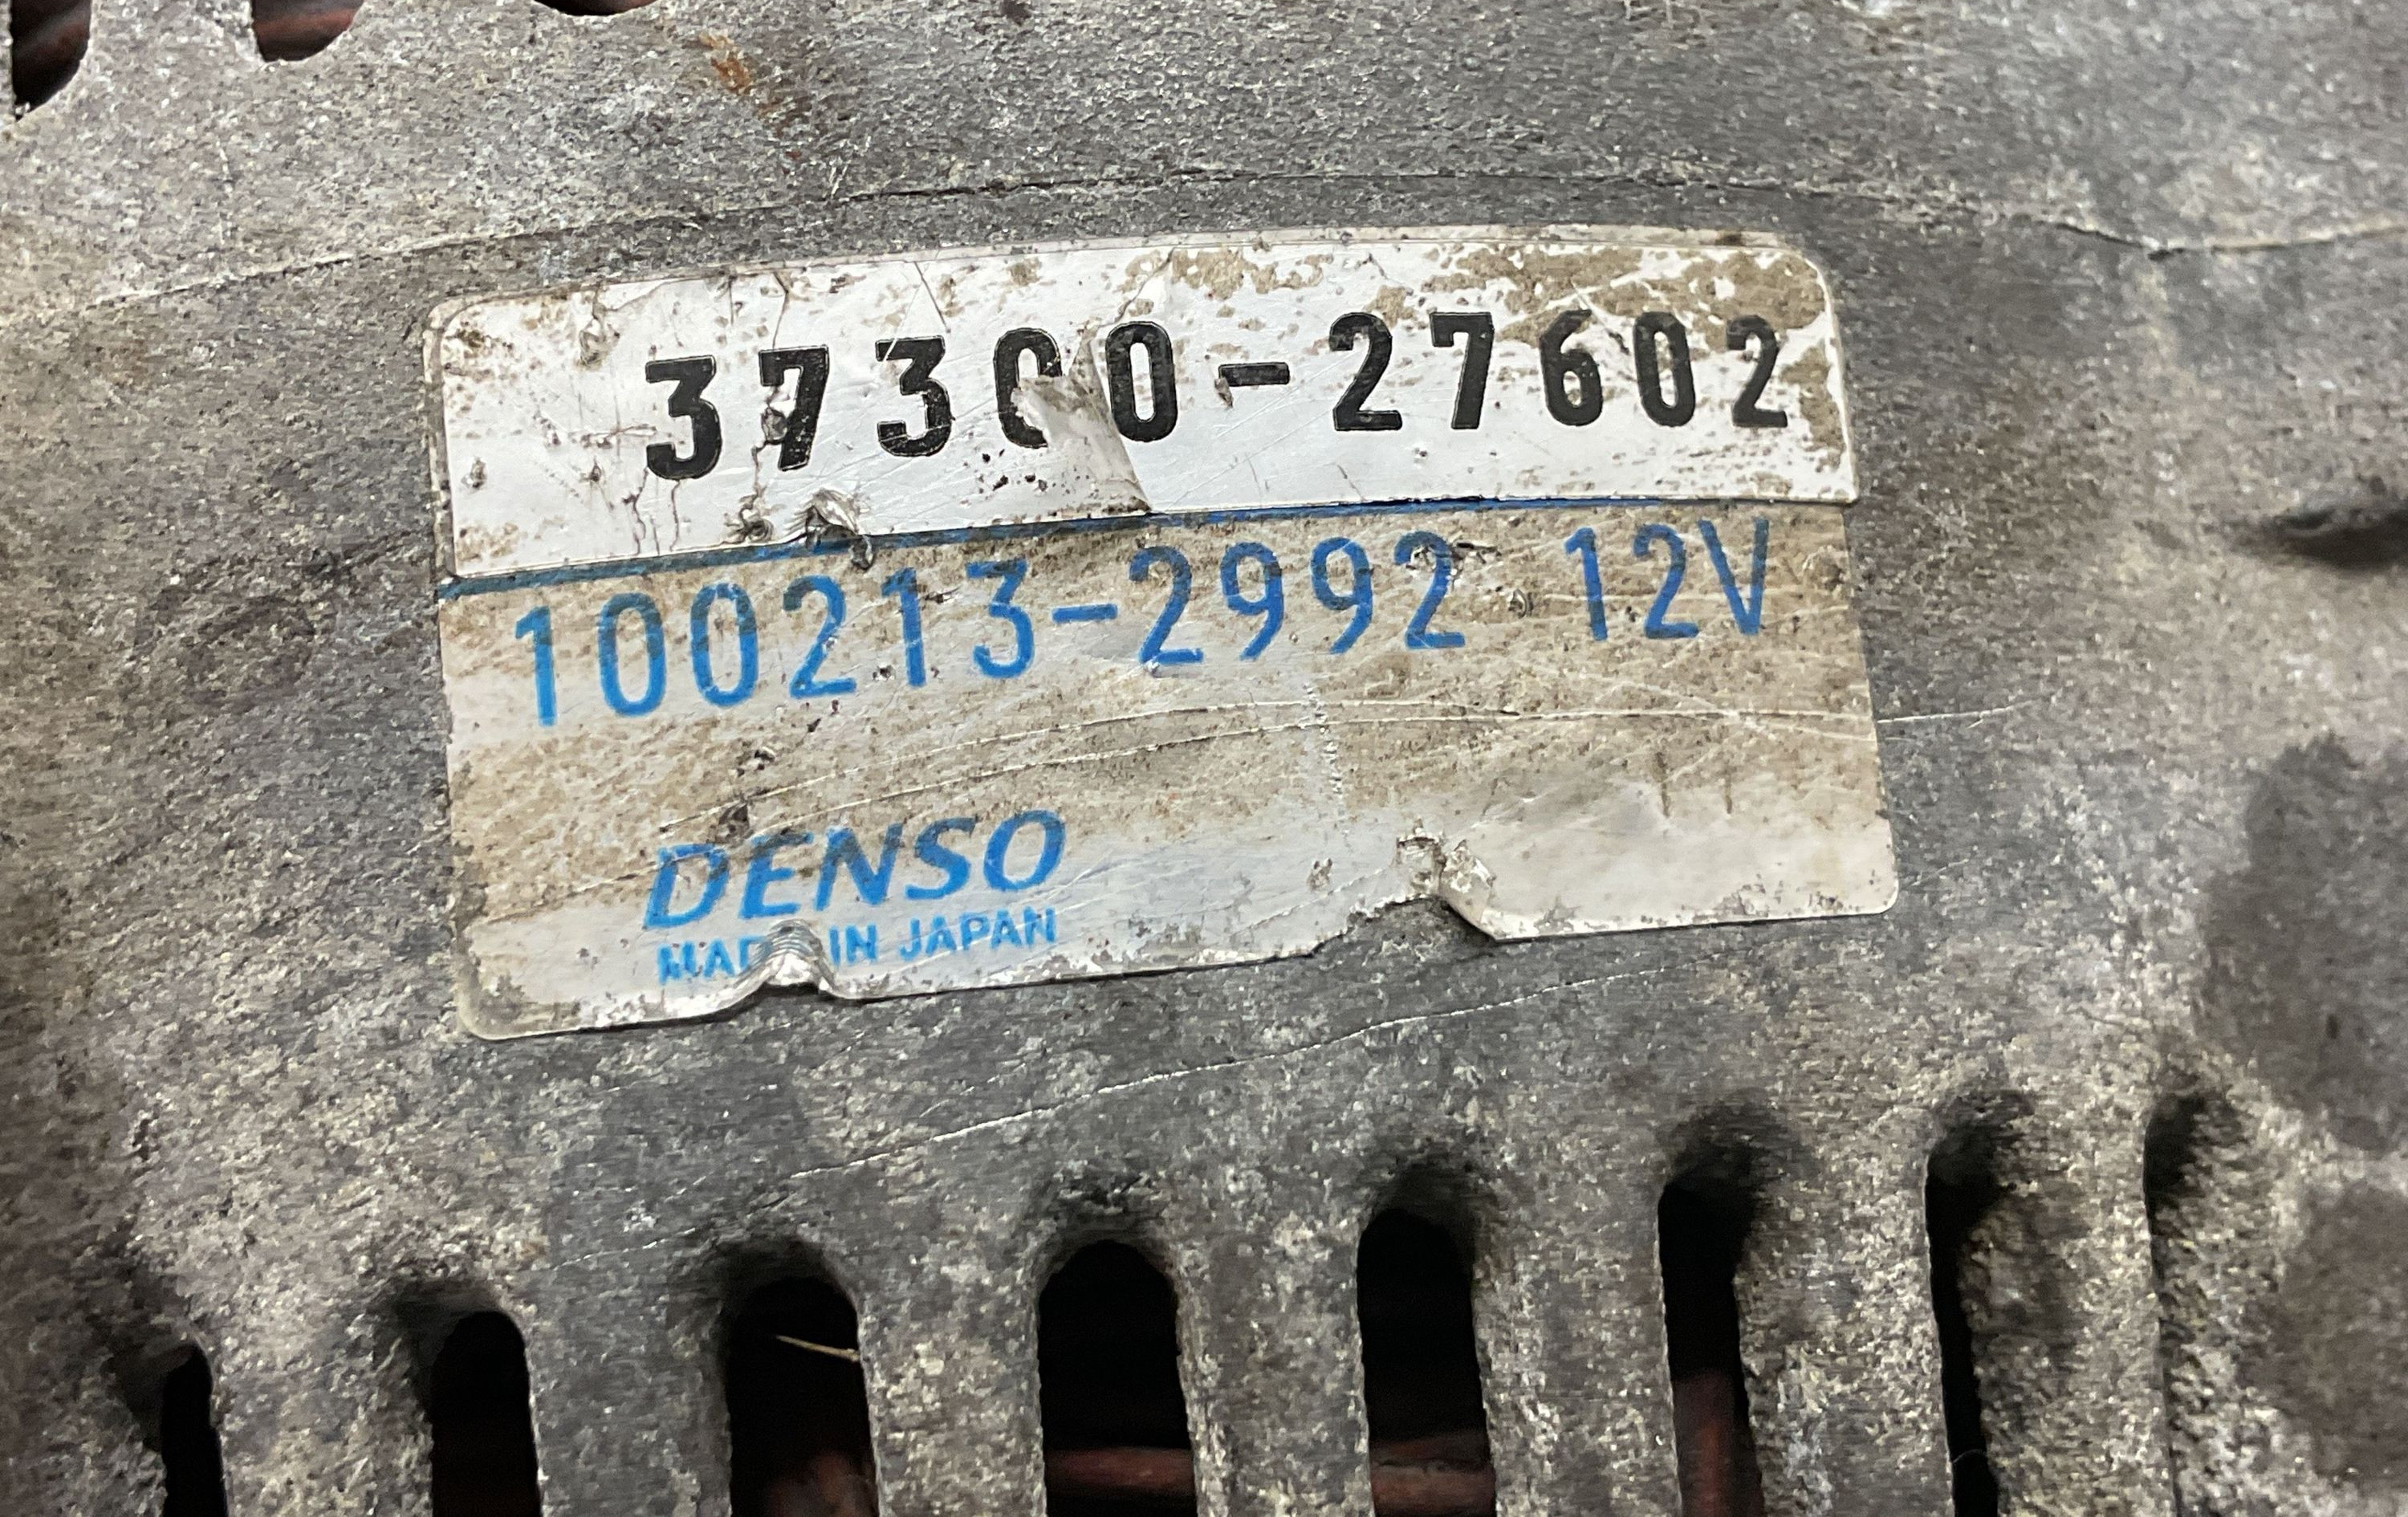 37300-27602
100213-2992 12V
DENSO
MADE IN JAPAN